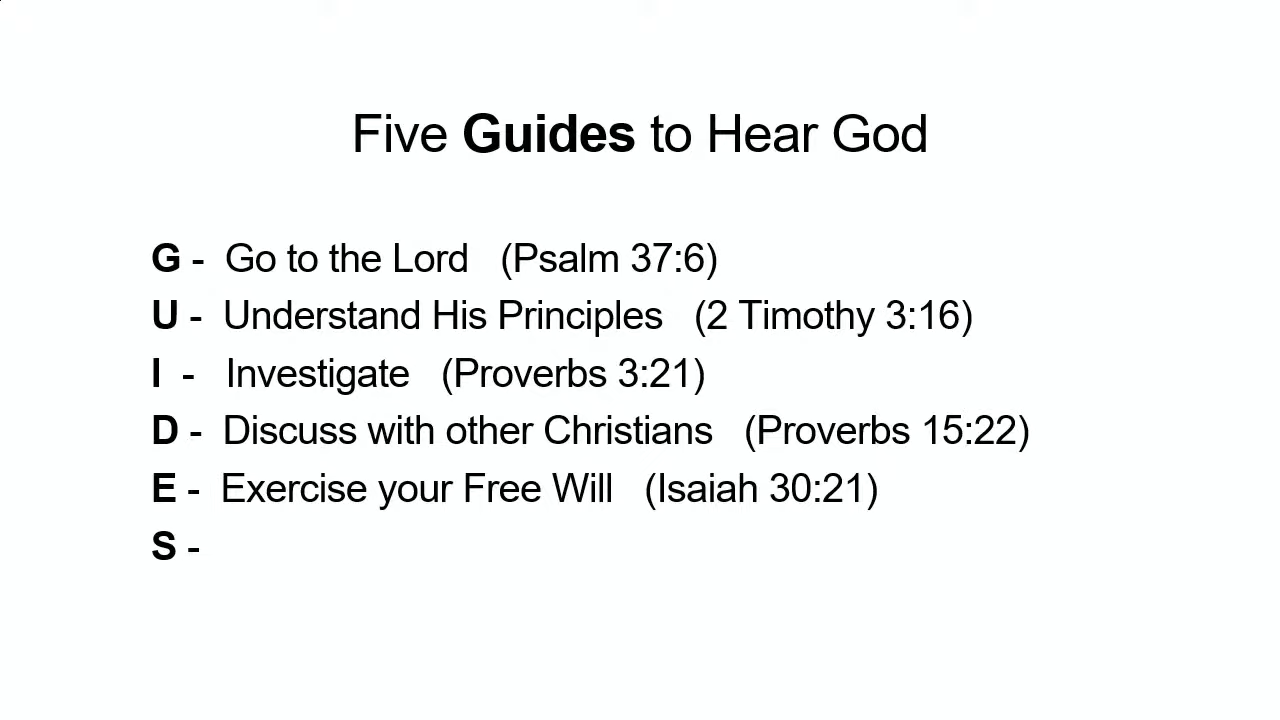 Five Guides to Hear God
G - Go to the Lord (Psalm 37:6)
U - Understand His Principles (2 Timothy 3:16)
I - Investigate (Proverbs 3:21)
D - Discuss with other Christians (Proverbs 15:22)
E - Exercise your Free Will (Isaiah 30:21)
S -